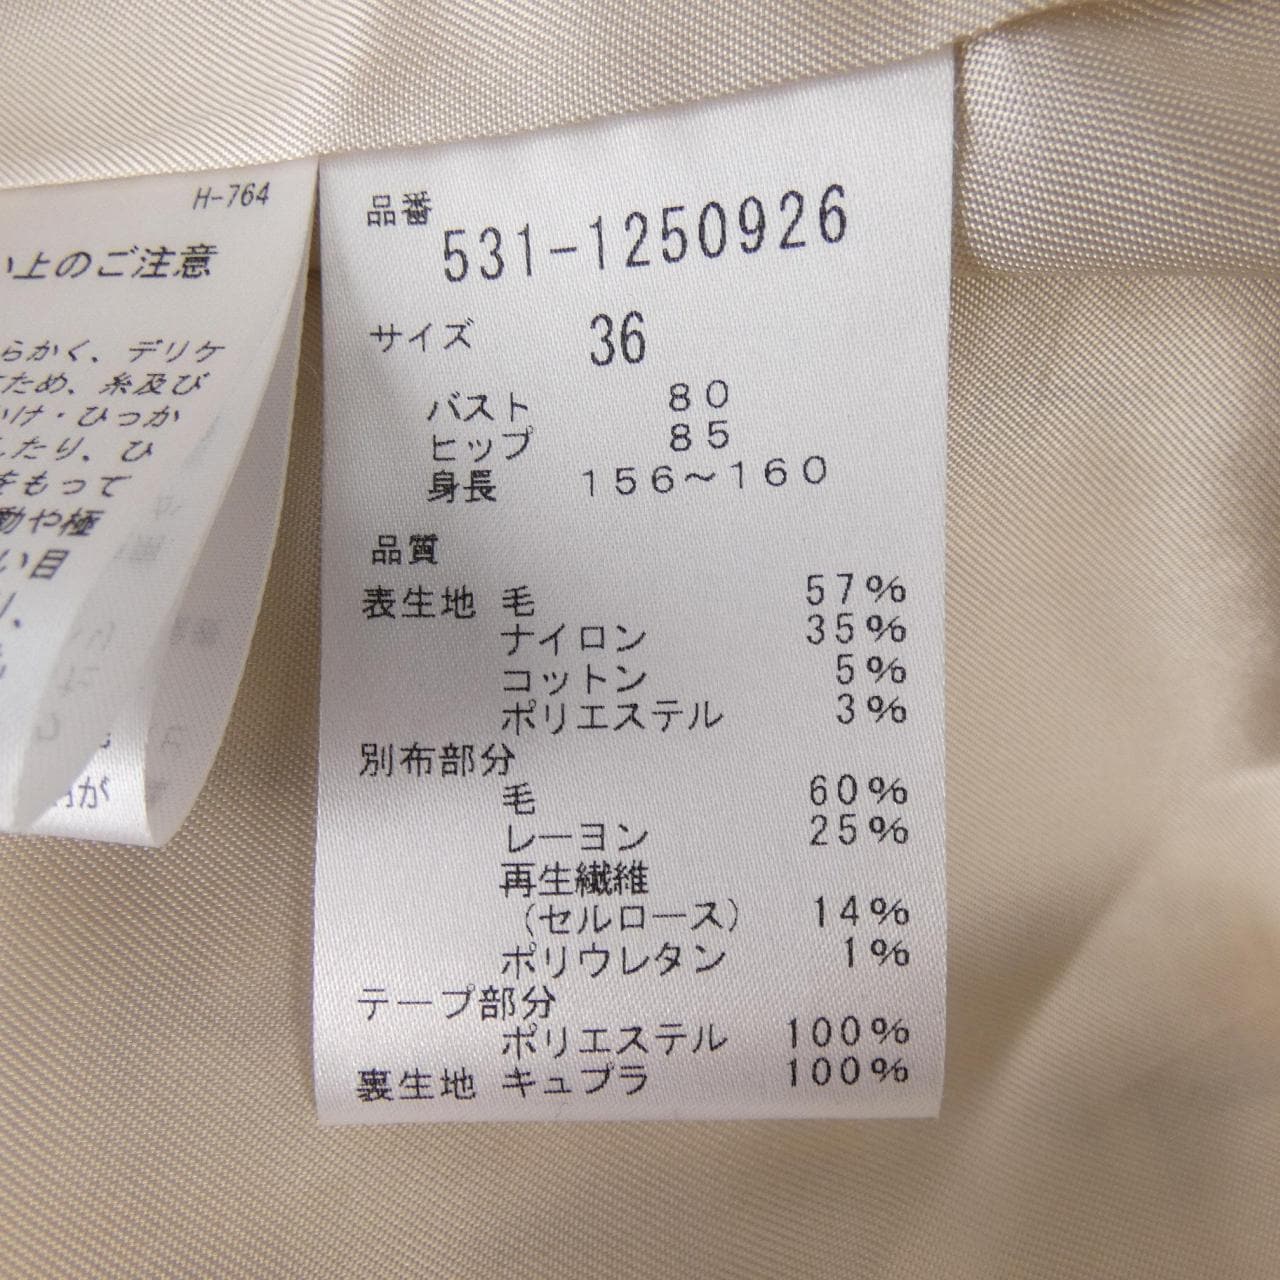 H-764
い上のご注意
らかく、デリケ
ため、糸及び
かけ・ひっか
したり、ひ
をもって
動や極
い目
品番
531-1250926
サイズ 36
バスト 80
ヒップ 85
身長 156～160
品質
表生地 毛 57%
ナイロン 35%
コットン 5%
ポリエステル 3%
別布部分
毛 60%
レーヨン 25%
再生繊維
（セルロース） 14%
ポリウレタン 1%
テープ部分
ポリエステル 100%
裏生地 キュプラ 100%